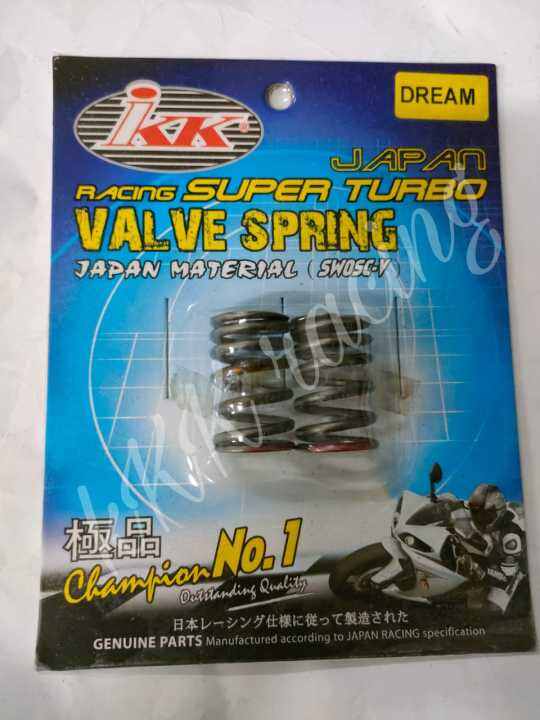 ikk
DREAM
JAPAN
RACING SUPER TURBO
VALVE SPRING
JAPAN MATERIAL (SWOSC-V)
極品
Champion No.1
Outstanding Quality
日本レーシング仕様に従って製造された
GENUINE PARTS Manufactured according to JAPAN RACING specification
racing